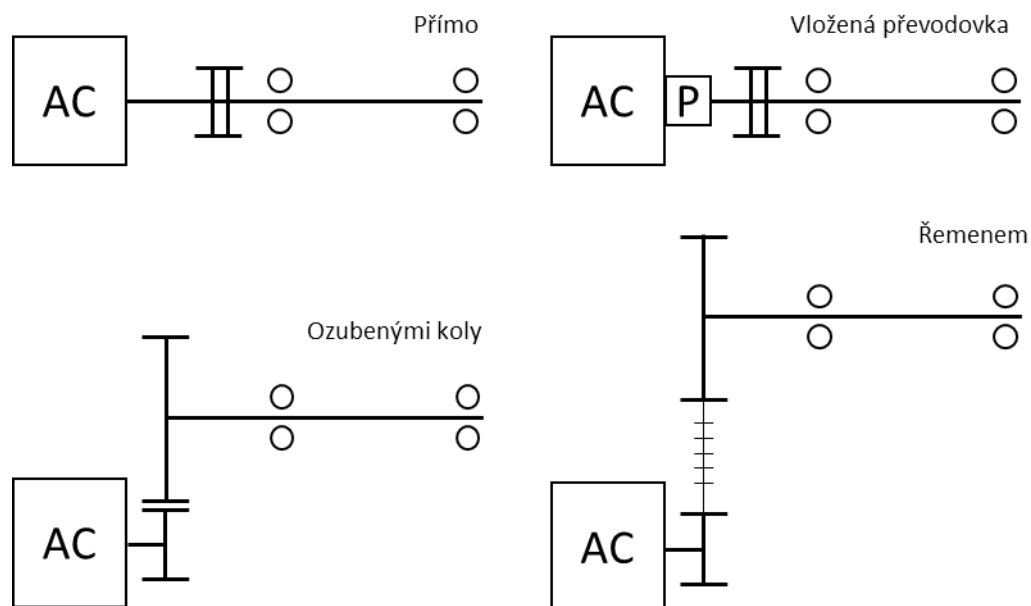 Přímo
AC
Vložená převodovka
AC P
Ozubenými koly
AC
Řemenem
AC